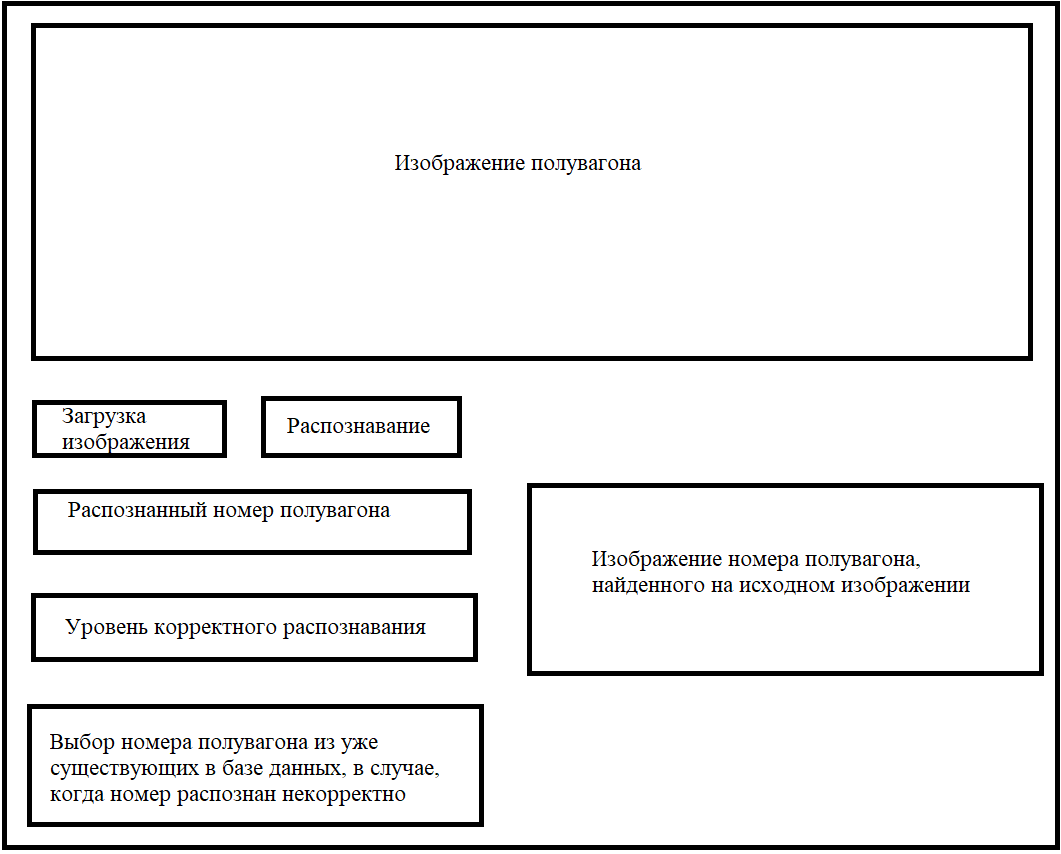 Изображение полувагона
Загрузка
изображения
Распознавание
Распознанный номер полувагона
Изображение номера полувагона,
найденного на исходном изображении
Уровень корректного распознавания
Выбор номера полувагона из уже
существующих в базе данных, в случае,
когда номер распознан некорректно